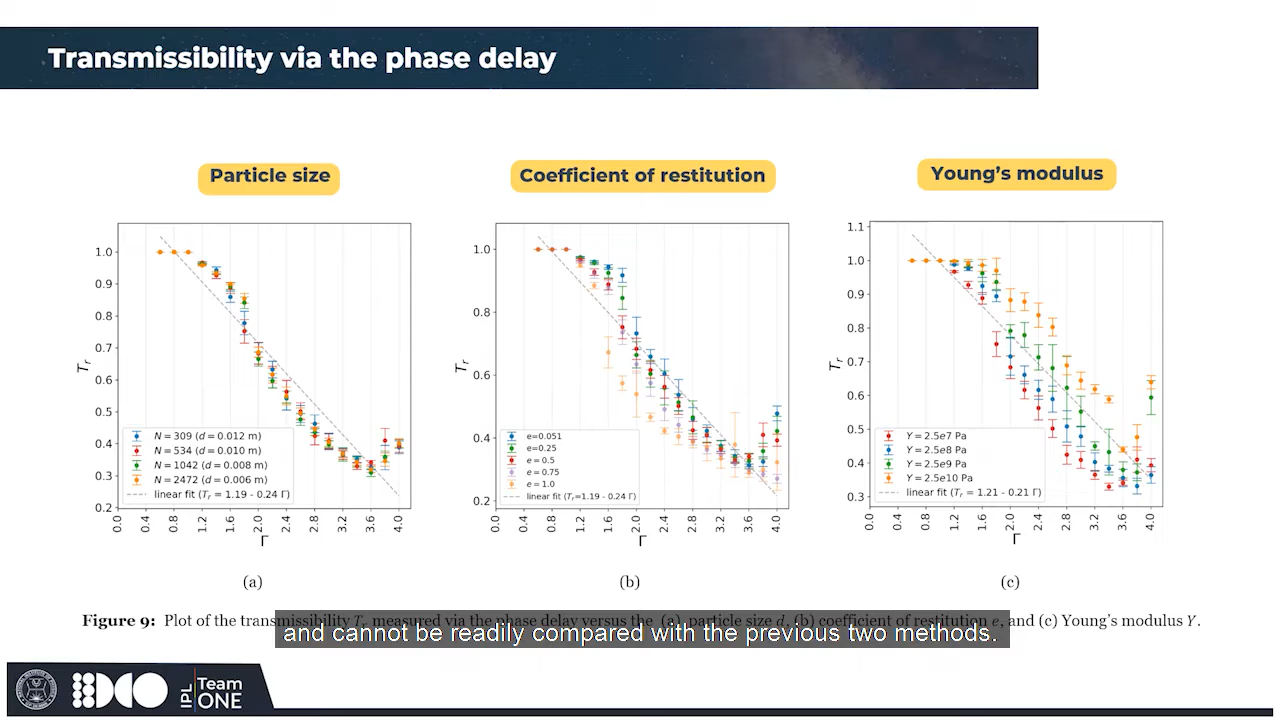 Transmissibility via the phase delay
Particle size
Coefficient of restitution
Young's modulus
1.0
0.9
0.8
0.7
0.6
0.5
0.4
0.3
0.2
Tr
N = 309 (d = 0.012 m)
N = 534 (d = 0.010 m)
N = 1042 (d = 0.008 m)
N = 2472 (d = 0.006 m)
linear fit (Tr = 1.19 - 0.24 Γ)
0.0 0.4 0.8 1.2 1.6 2.0 2.4 2.8 3.2 3.6 4.0
Γ
(a)
1.0
0.8
0.6
0.4
0.2
Tr
e=0.051
e=0.25
e = 0.5
e = 0.75
e = 1.0
linear fit (Tr=1.19 - 0.24 Γ)
0.0 0.4 0.8 1.2 1.6 2.0 2.4 2.8 3.2 3.6 4.0
Γ
(b)
1.1
1.0
0.9
0.8
0.7
0.6
0.5
0.4
0.3
Tr
Y = 2.5e7 Pa
Y = 2.5e8 Pa
Y = 2.5e9 Pa
Y = 2.5e10 Pa
linear fit (Tr = 1.21 - 0.21 Γ)
0.0 0.4 0.8 1.2 1.6 2.0 2.4 2.8 3.2 3.6 4.0
Γ
(c)
Figure 9: Plot of the transmissibility Tr measured via the phase delay versus the (a) particle size d, (b) coefficient of restitution e, and (c) Young's modulus Y.
and cannot be readily compared with the previous two methods.
IPL
Team
ONE